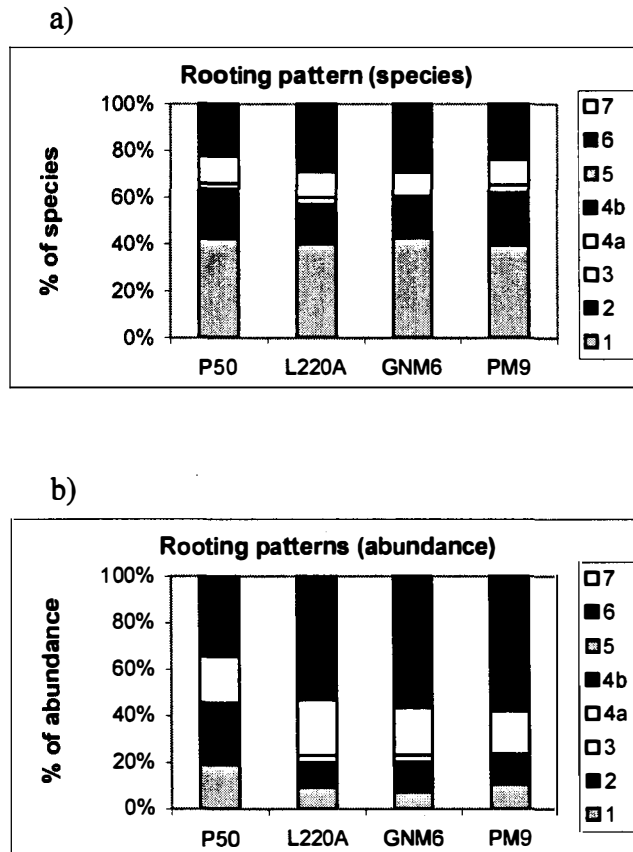 a)
Rooting pattern (species)
100%
80%
60%
40%
20%
0%
% of species
P50 L220A GNM6 PM9
7
6
5
4b
4a
3
2
1
b)
Rooting patterns (abundance)
100%
80%
60%
40%
20%
0%
% of abundance
P50 L220A GNM6 PM9
7
6
5
4b
4a
3
2
1